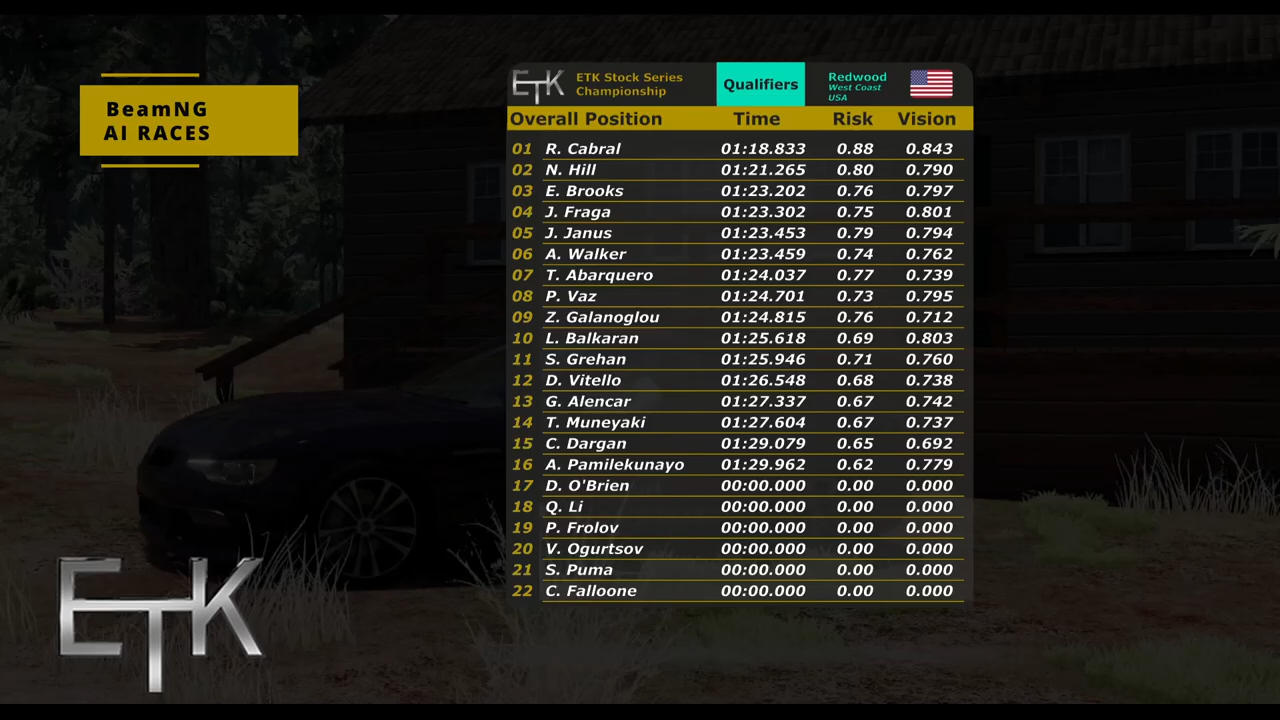 BeamNG
AI RACES
ETK
ETK Stock Series
Championship
Qualifiers
Redwood
West Coast
USA
Overall Position Time Risk Vision
01 R. Cabral 01:18.833 0.88 0.843
02 N. Hill 01:21.265 0.80 0.790
03 E. Brooks 01:23.202 0.76 0.797
04 J. Fraga 01:23.302 0.75 0.801
05 J. Janus 01:23.453 0.79 0.794
06 A. Walker 01:23.459 0.74 0.762
07 T. Abarquero 01:24.037 0.77 0.739
08 P. Vaz 01:24.701 0.73 0.795
09 Z. Galanoglou 01:24.815 0.76 0.712
10 L. Balkaran 01:25.618 0.69 0.803
11 S. Grehan 01:25.946 0.71 0.760
12 D. Vitello 01:26.548 0.68 0.738
13 G. Alencar 01:27.337 0.67 0.742
14 T. Muneyaki 01:27.604 0.67 0.737
15 C. Dargan 01:29.079 0.65 0.692
16 A. Pamilekunayo 01:29.962 0.62 0.779
17 D. O'Brien 00:00.000 0.00 0.000
18 Q. Li 00:00.000 0.00 0.000
19 P. Frolov 00:00.000 0.00 0.000
20 V. Ogurtsov 00:00.000 0.00 0.000
21 S. Puma 00:00.000 0.00 0.000
22 C. Falloone 00:00.000 0.00 0.000
ETK